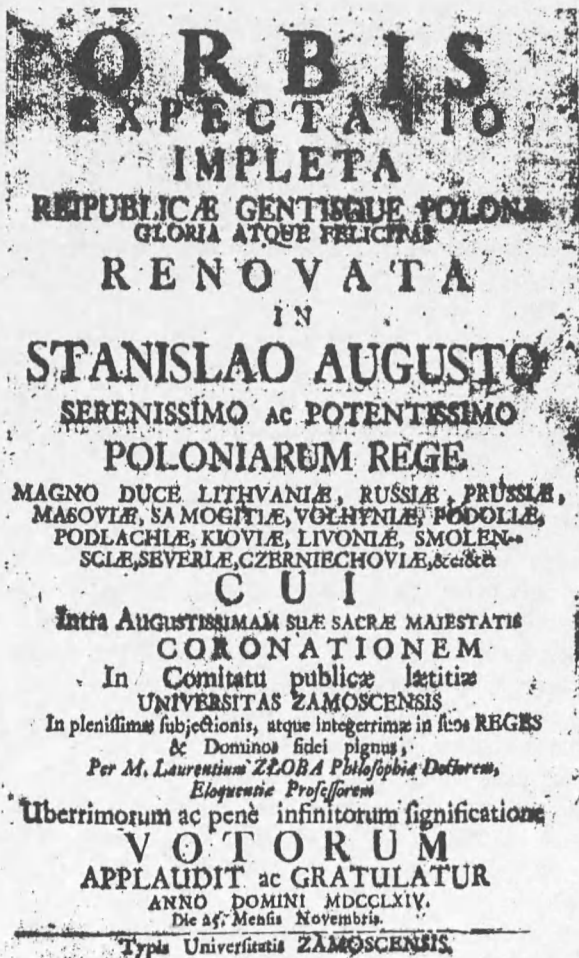 ORBIS
EXPECTATIO
IMPLETA
REIPUBLICÆ GENTISQUE POLONÆ
GLORIA ATQUE FELICITAS
RENOVATA
IN
STANISLAO AUGUSTO
SERENISSIMO AC POTENTISSIMO
POLONIARUM REGE
MAGNO DUCE LITHVANIÆ, RUSSIÆ, PRUSSIÆ,
MASOVIÆ, SAMOGITIÆ, VOLHYNIÆ, PODOLIÆ,
PODLACHIÆ, KIOVIÆ, LIVONIÆ, SMOLEN-
SCIÆ, SEVERIÆ, CZERNIECHOVIÆ, &c&c&c
CUI
Intra AUGUSTISSIMAM SUÆ SACRÆ MAIESTATIS
CORONATIONEM
In Comitatu publicæ lætitiæ
UNIVERSITAS ZAMOSCENSIS
In plenissimæ subjectionis, atque integerrimæ in suos REGES
& Dominos fidei pignus,
Per M. Laurentium ZŁOBA Philosophiæ Doctorem,
Eloquentiæ Professorem
Uberrimorum ac penè infinitorum significatione
VOTORUM
APPLAUDIT ac GRATULATUR
ANNO DOMINI MDCCLXIV.
Die 25. Mensis Novembris.
Typis Universitatis ZAMOSCENSIS.